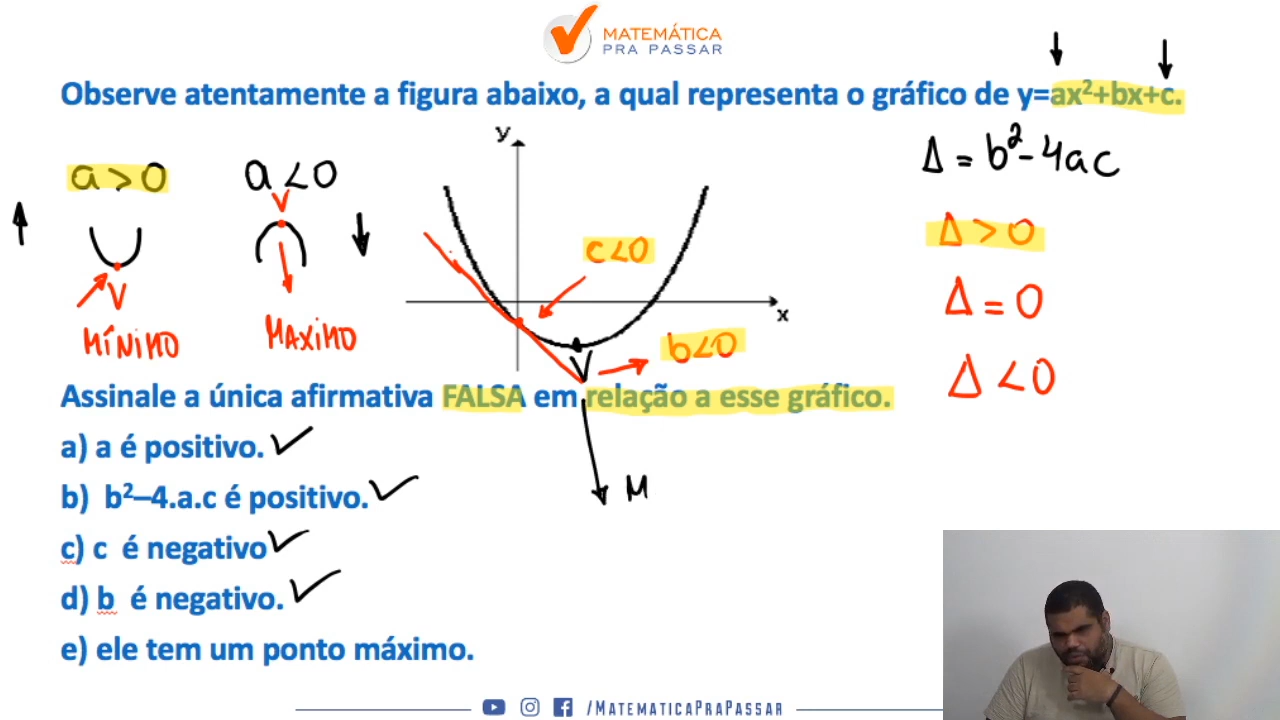 MATEMÁTICA
PRA PASSAR
Observe atentamente a figura abaixo, a qual representa o gráfico de y=ax²+bx+c.
y
Δ = b²-4ac
a>0
a<0
V
Δ>0
c<0
V
Δ=0
x
MÍNIMO
MAXIMO
b<0
V
Δ<0
Assinale a única afirmativa FALSA em relação a esse gráfico.
a) a é positivo.
b) b²–4.a.c é positivo.
M
c) c é negativo
d) b é negativo.
e) ele tem um ponto máximo.
/MATEMATICAPRAPASSAR